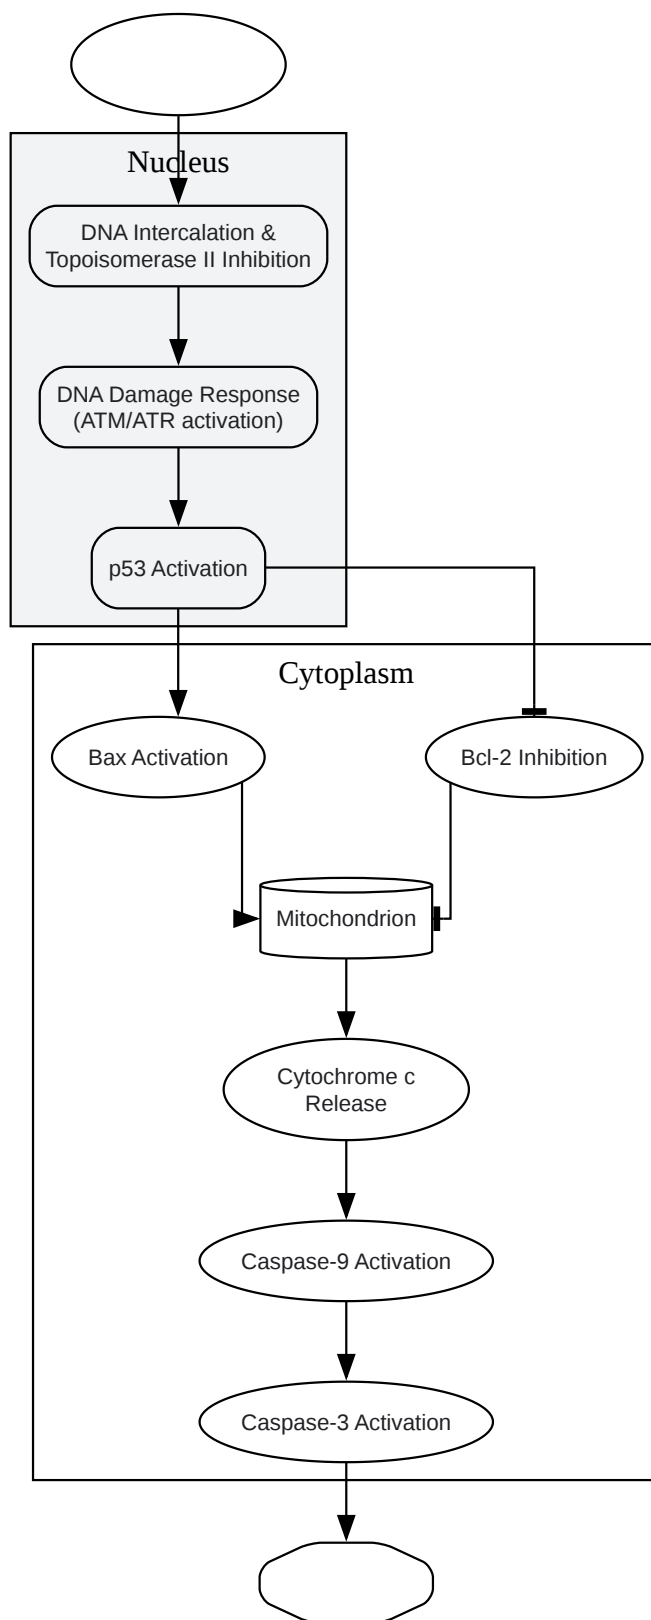 Nucleus
DNA Intercalation &
Topoisomerase II Inhibition
DNA Damage Response
(ATM/ATR activation)
p53 Activation
Cytoplasm
Bax Activation
Bcl-2 Inhibition
Mitochondrion
Cytochrome c
Release
Caspase-9 Activation
Caspase-3 Activation